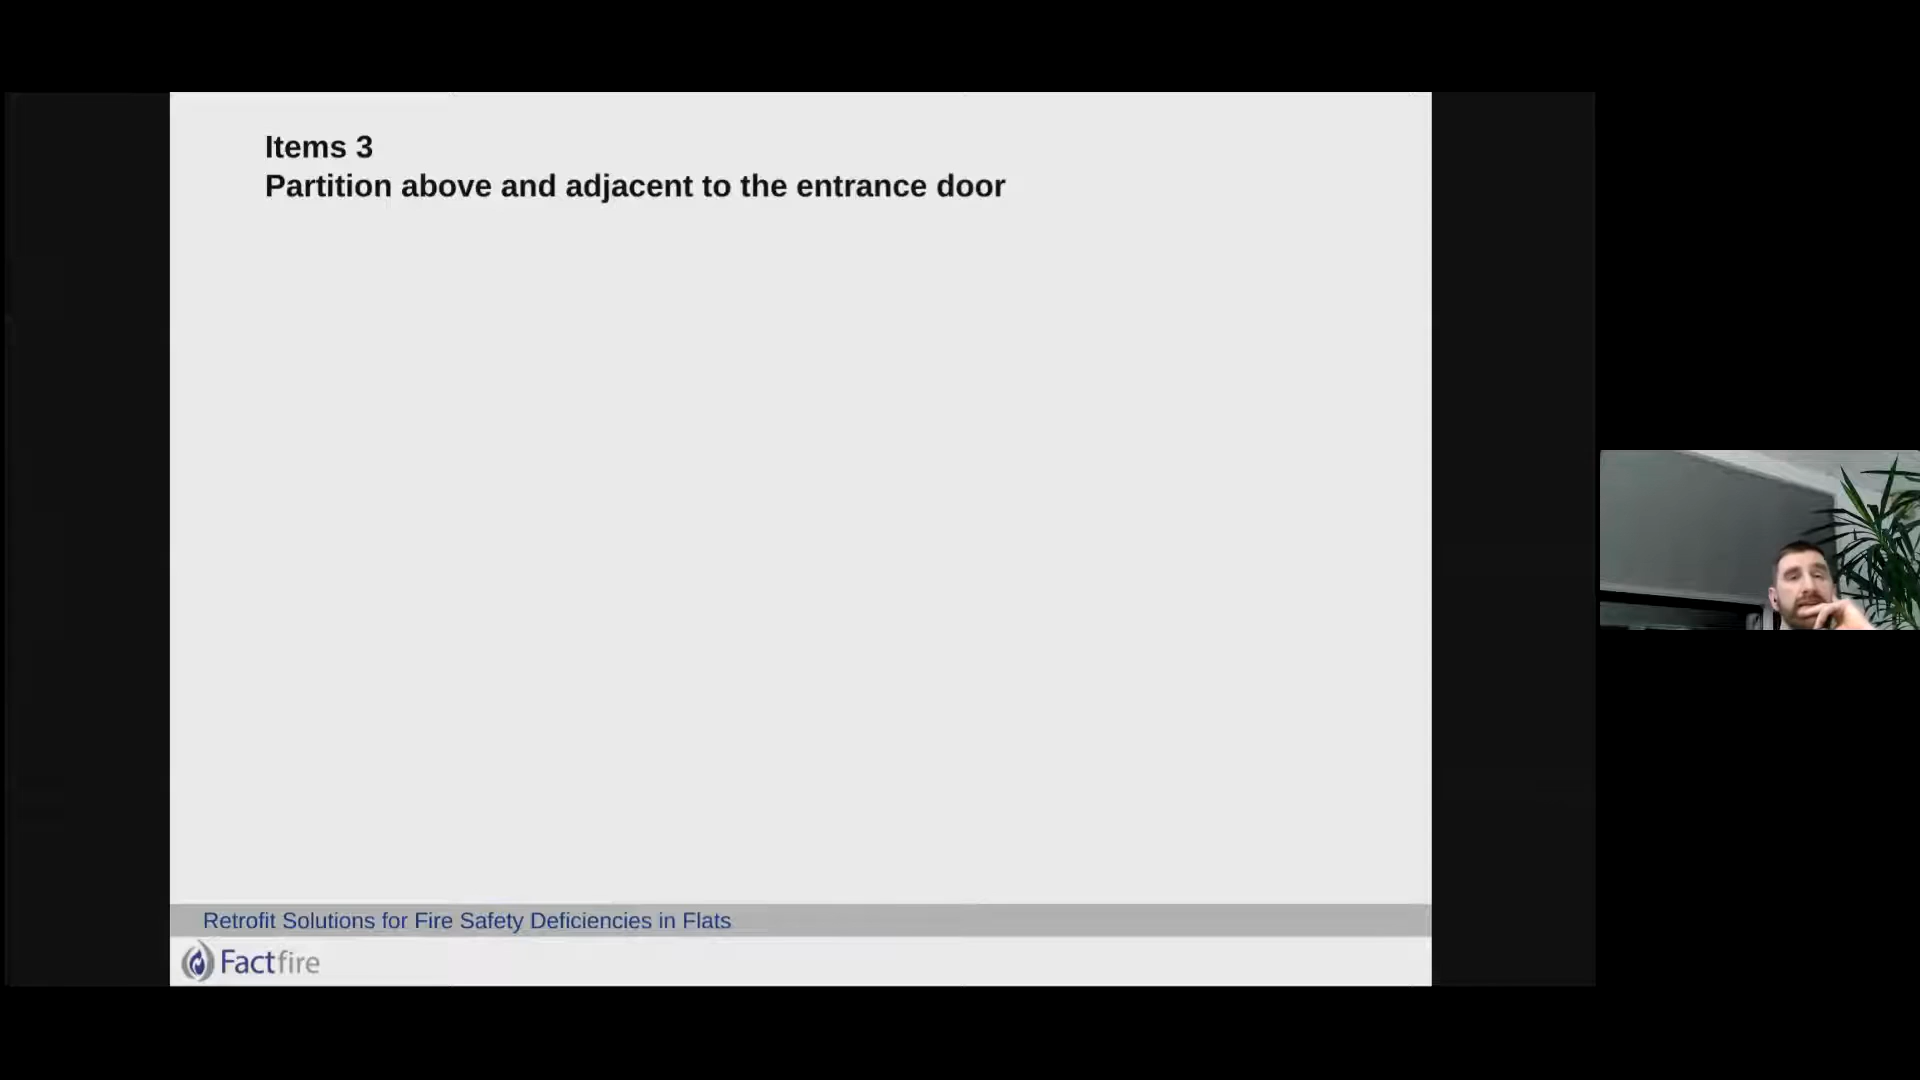 Items 3
Partition above and adjacent to the entrance door
Retrofit Solutions for Fire Safety Deficiencies in Flats
Factfire